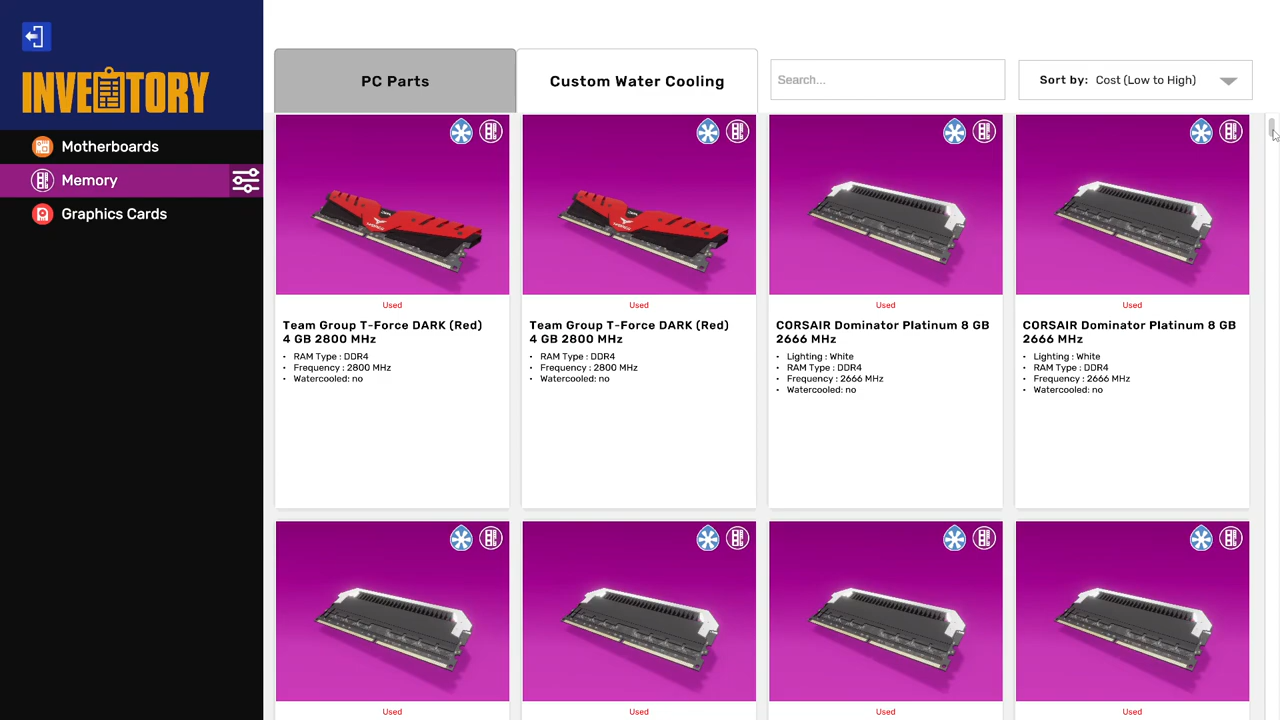 INVENTORY
Motherboards
Memory
Graphics Cards
PC Parts
Custom Water Cooling
Search...
Sort by: Cost (Low to High)
Used
Team Group T-Force DARK (Red)
4 GB 2800 MHz
• RAM Type : DDR4
• Frequency : 2800 MHz
• Watercooled: no
Used
Team Group T-Force DARK (Red)
4 GB 2800 MHz
• RAM Type : DDR4
• Frequency : 2800 MHz
• Watercooled: no
Used
CORSAIR Dominator Platinum 8 GB
2666 MHz
• Lighting : White
• RAM Type : DDR4
• Frequency : 2666 MHz
• Watercooled: no
Used
CORSAIR Dominator Platinum 8 GB
2666 MHz
• Lighting : White
• RAM Type : DDR4
• Frequency : 2666 MHz
• Watercooled: no
Used
Used
Used
Used